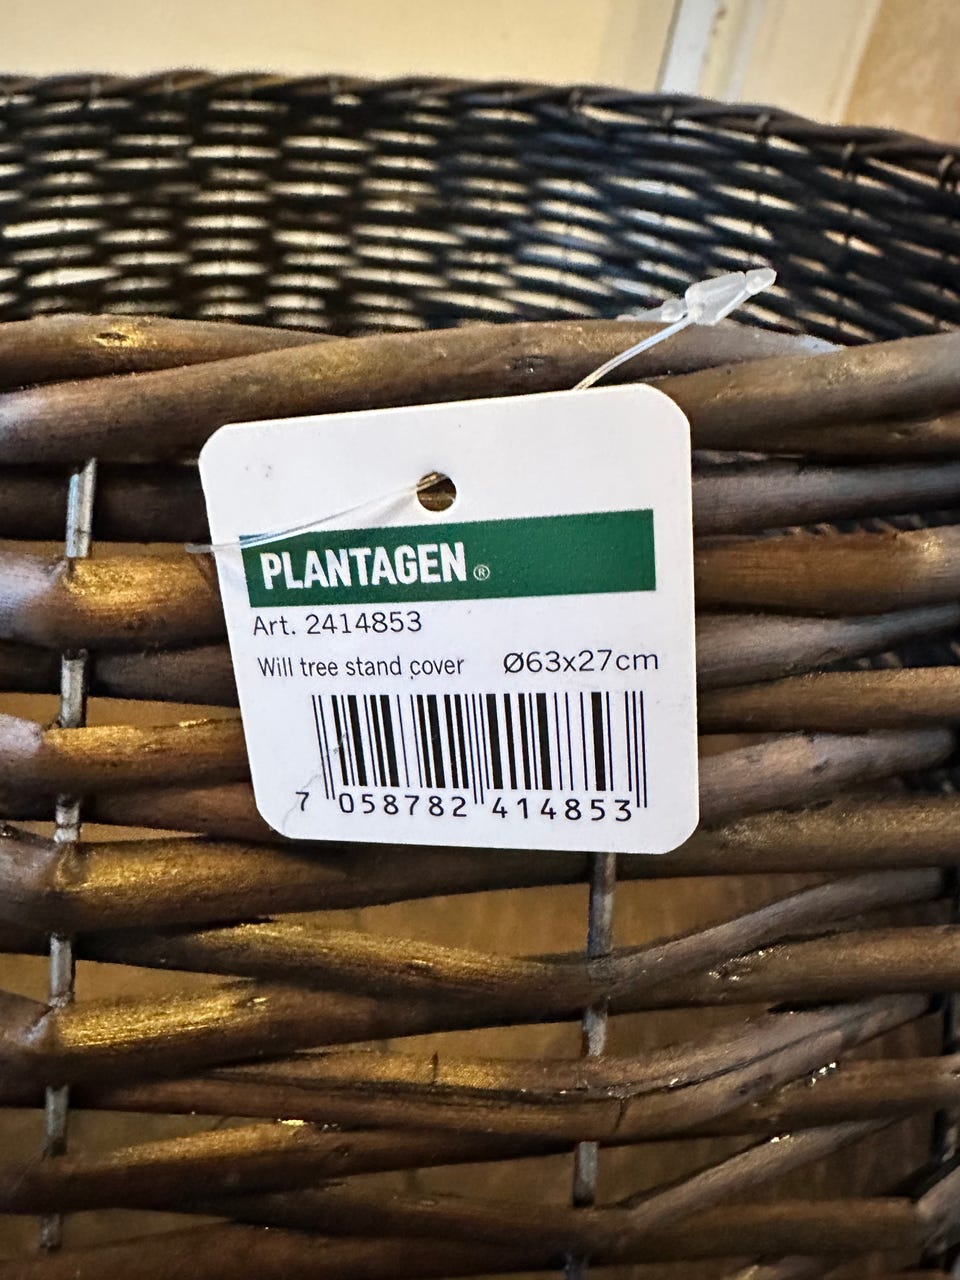 PLANTAGEN®
Art. 2414853
Will tree stand cover Ø63x27cm
7 058782 414853